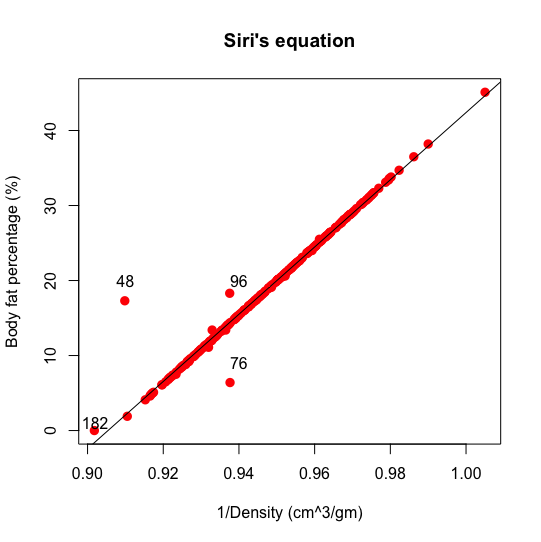 Siri's equation
Body fat percentage (%)
40
30
20
10
0
48
96
76
182
0.90 0.92 0.94 0.96 0.98 1.00
1/Density (cm^3/gm)